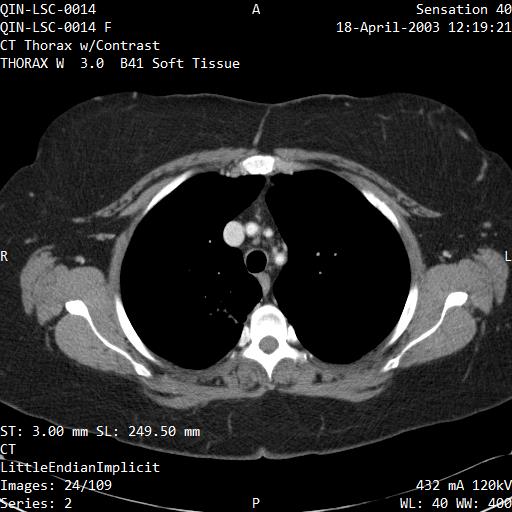 QIN-LSC-0014 A Sensation 40
QIN-LSC-0014 F 18-April-2003 12:19:21
CT Thorax w/Contrast
THORAX W 3.0 B41 Soft Tissue
R L
ST: 3.00 mm SL: 249.50 mm
CT
LittleEndianImplicit
Images: 24/109 432 mA 120kV
Series: 2 P WL: 40 WW: 400